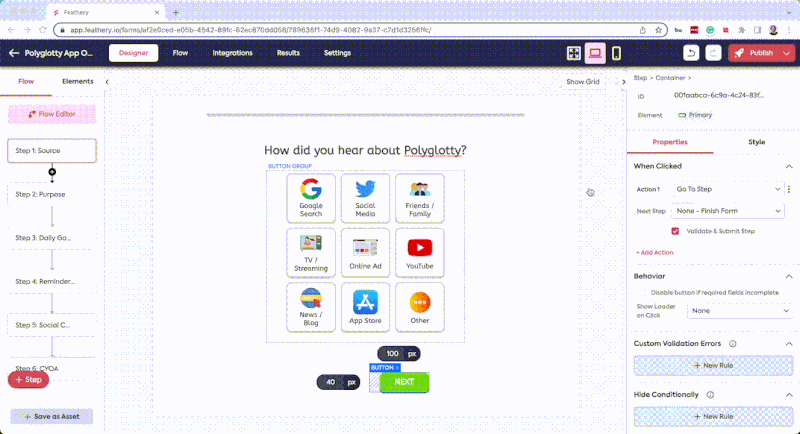 Feathery
app.feathery.io/forms/af2e9ced-e05b-4542-89fc-62ec670dd058/789635f1-74d9-4082-9a37-c7d1d3256ffc/
Polyglotty App O...
Designer
Flow
Integrations
Results
Settings
Publish
Flow
Elements
Show Grid
Step > Container >
ID
001aabca-6c9a-4c24-83f...
Element
Primary
Flow Editor
Properties
Style
Step 1: Source
Step 2: Purpose
Step 3: Daily Go...
Step 4: Reminder...
Step 5: Social C...
Step 6: CYOA
+ Step
+ Save as Asset
How did you hear about Polyglotty?
BUTTON GROUP
Google
Search
Social
Media
Friends /
Family
TV /
Streaming
Online Ad
YouTube
News /
Blog
App Store
Other
100 px
BUTTON
40 px
NEXT
When Clicked
Action 1
Go To Step
Next Step
None - Finish Form
Validate & Submit Step
+ Add Action
Behavior
Disable button if required fields incomplete
Show Loader
on Click
None
Custom Validation Errors
+ New Rule
Hide Conditionally
+ New Rule